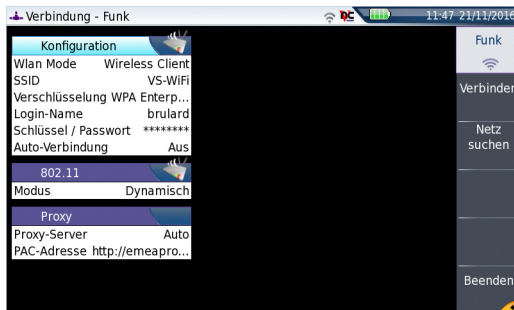 Verbindung - Funk
11:47 21/11/2016
Konfiguration
Wlan Mode Wireless Client
SSID VS-WiFi
Verschlüsselung WPA Enterp...
Login-Name brulard
Schlüssel / Passwort ********
Auto-Verbindung Aus
802.11
Modus Dynamisch
Proxy
Proxy-Server Auto
PAC-Adresse http://emeapro...
Funk
Verbinden
Netz
suchen
Beenden